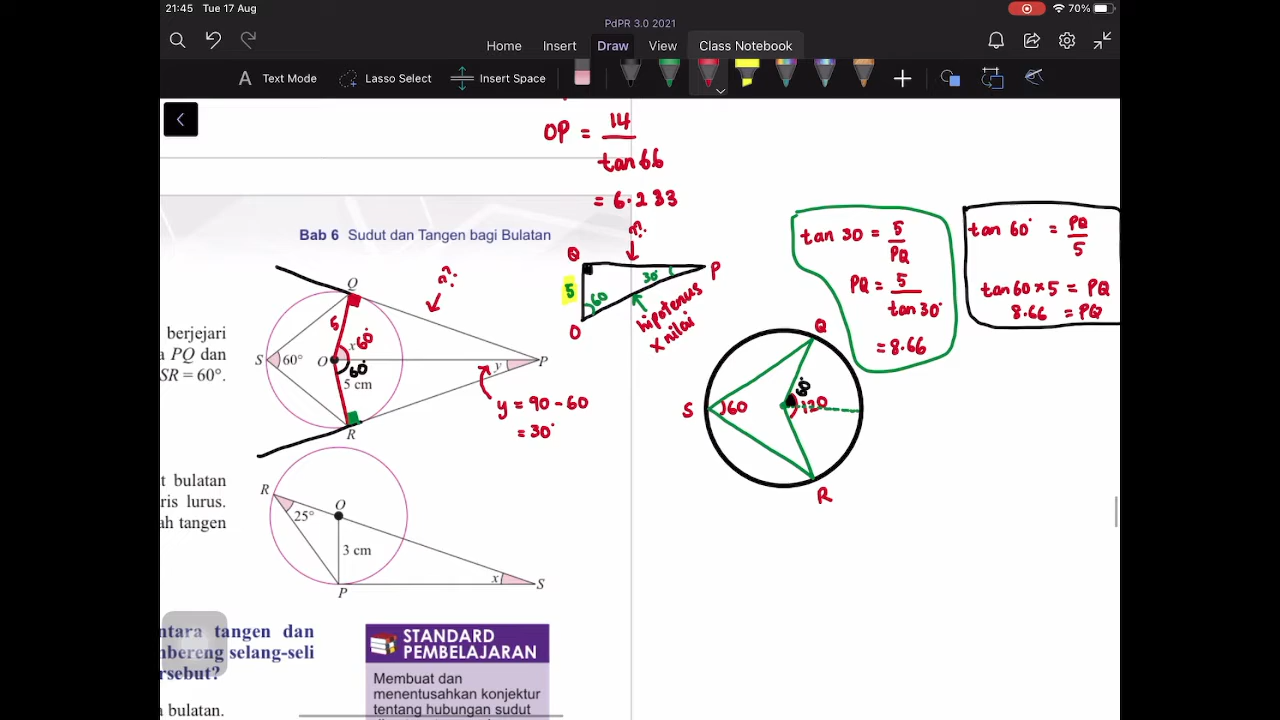 21:45 Tue 17 Aug
70%
PdPR 3.0 2021
Home Insert Draw View Class Notebook
Text Mode Lasso Select Insert Space
OP = 14
tan 66
= 6.233
Bab 6 Sudut dan Tangen bagi Bulatan
berjejari
PQ dan
SR = 60°.
Q
??
5
x 60°
S 60° O 60° y P
5 cm
R
y = 90 - 60
= 30°
??
Q 30° P
5 60
O
hipotenus
x nilai
tan 30 = 5
PQ
PQ = 5
tan 30°
= 8.66
tan 60° = PQ
5
tan 60 × 5 = PQ
8.66 = PQ
Q
60°
S 60 120
R
t bulatan
ris lurus.
ah tangen
R
25° O
3 cm
x S
P
ntara tangen dan
bereng selang-seli
rsebut?
bulatan.
STANDARD
PEMBELAJARAN
Membuat dan
menentusahkan konjektur
tentang hubungan sudut